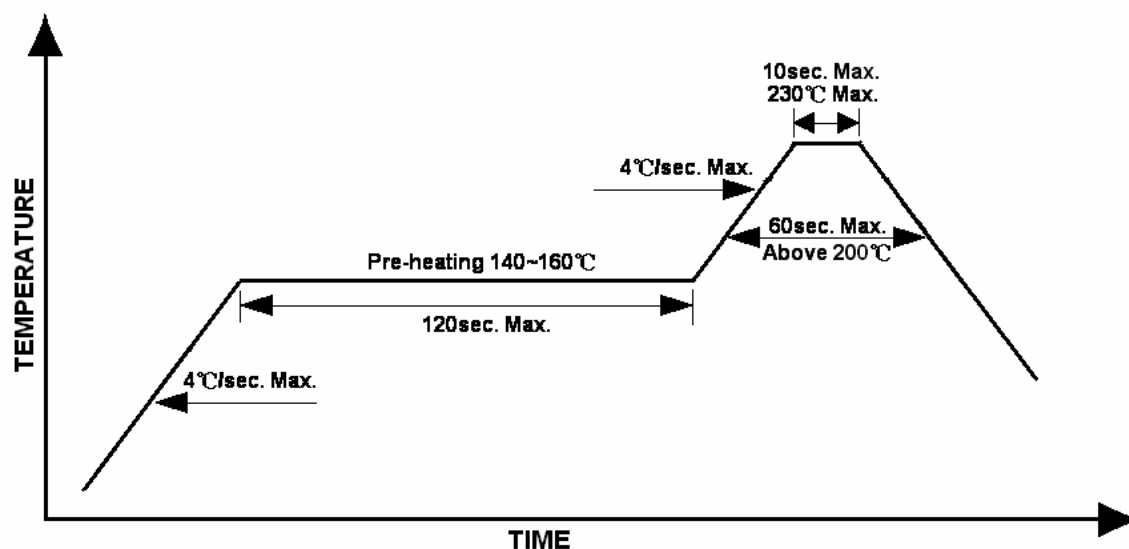 10sec. Max.
230℃ Max.
4℃/sec. Max.
60sec. Max.
Above 200℃
Pre-heating 140~160℃
120sec. Max.
4℃/sec. Max.
TEMPERATURE
TIME